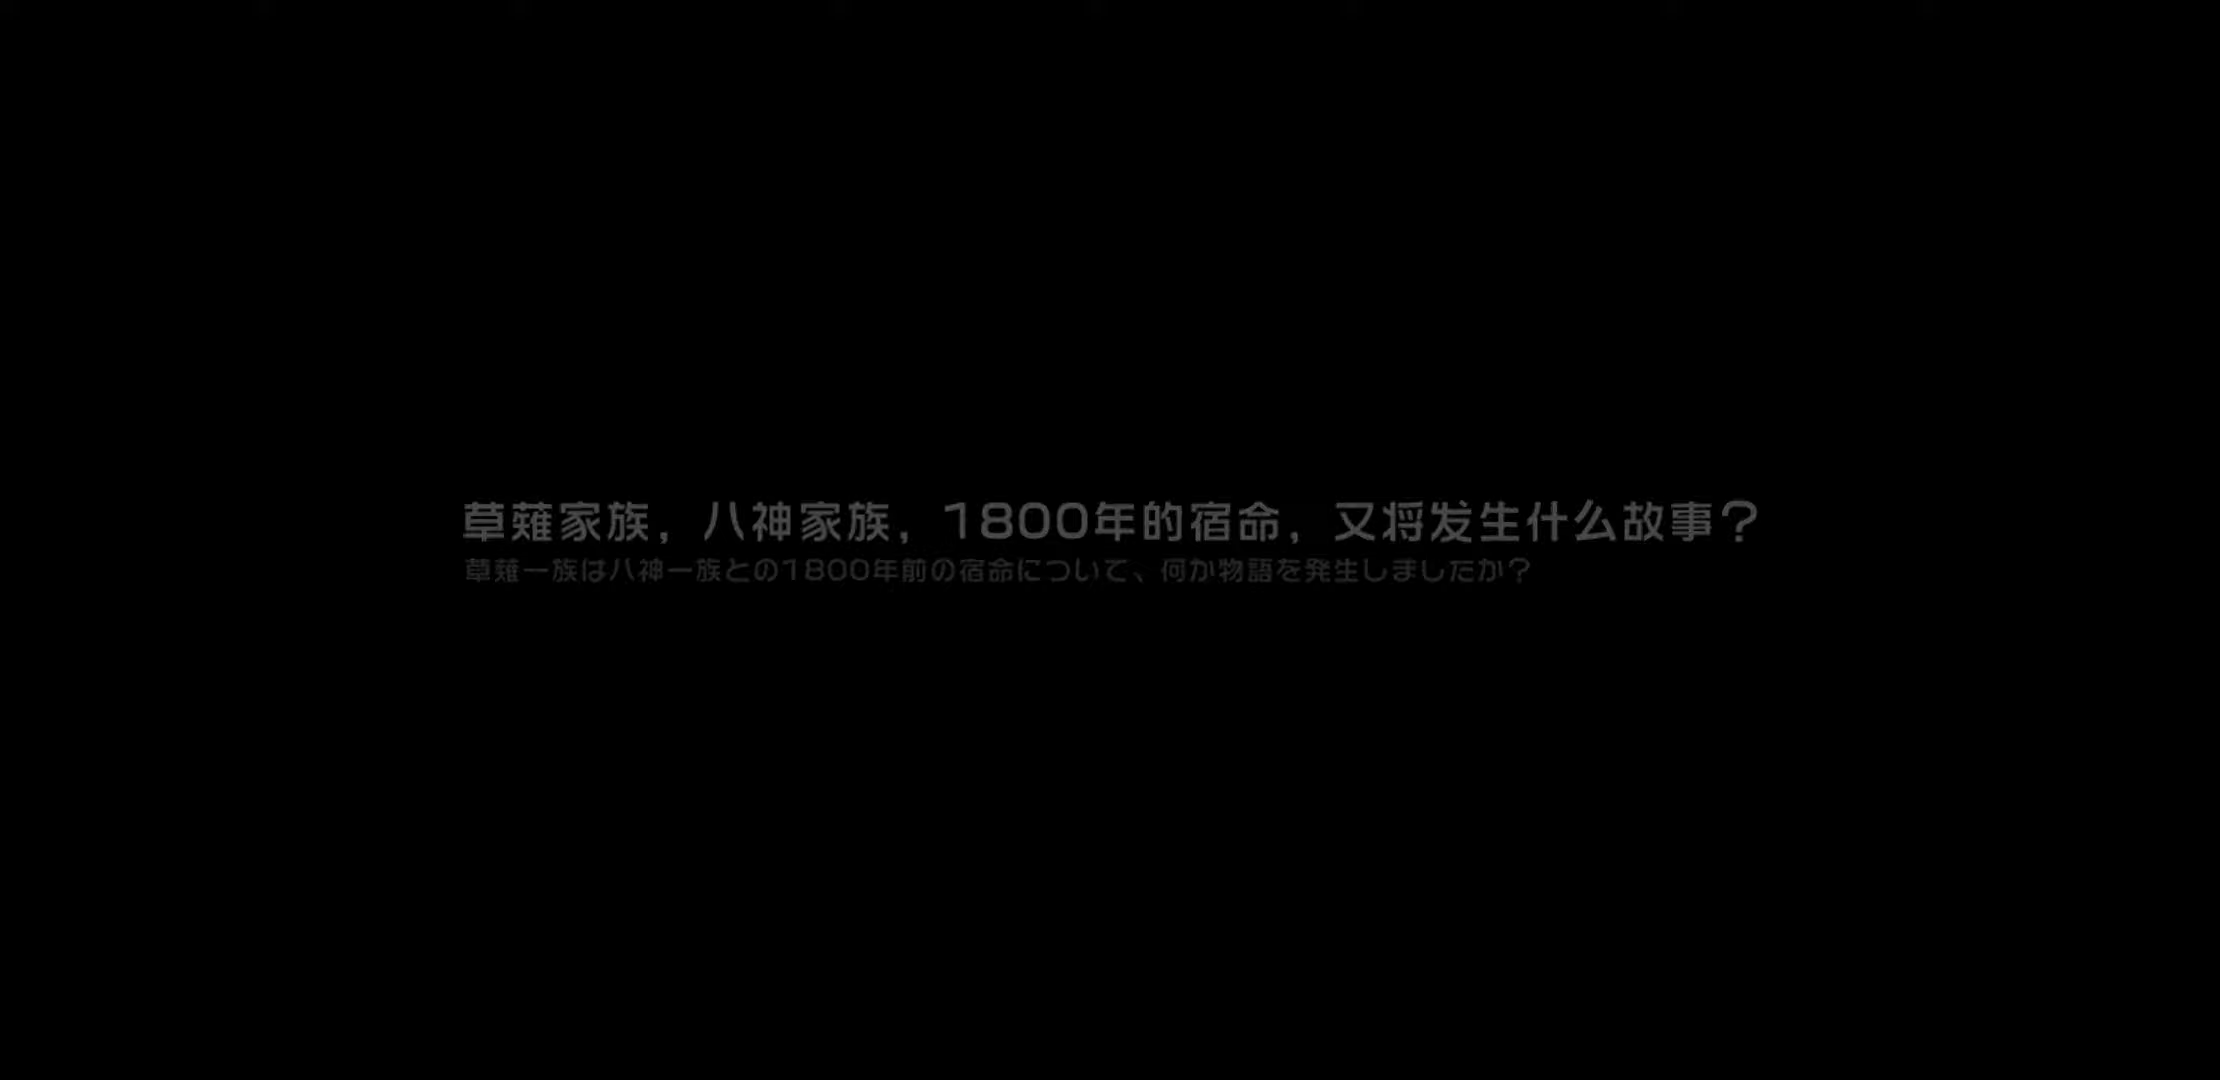 草薙家族，八神家族，1800年的宿命，又将发生什么故事？
草薙一族は八神一族との1800年前の宿命について、何か物語を発生しましたか？